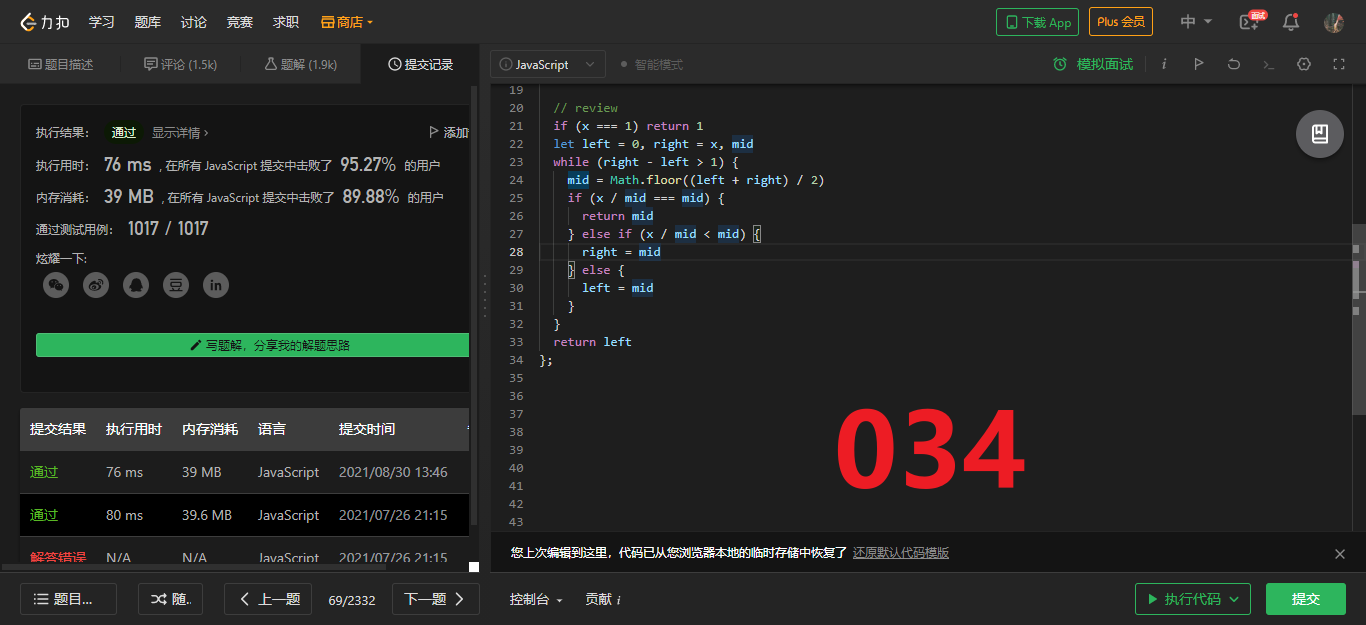 力扣 学习 题库 讨论 竞赛 求职 商店 下载 App Plus 会员 中 面试
题目描述 评论 (1.5k) 题解 (1.9k) 提交记录
执行结果： 通过 显示详情 › 添加
执行用时： 76 ms , 在所有 JavaScript 提交中击败了 95.27% 的用户
内存消耗： 39 MB , 在所有 JavaScript 提交中击败了 89.88% 的用户
通过测试用例： 1017 / 1017
炫耀一下:
豆 in
写题解，分享我的解题思路
提交结果 执行用时 内存消耗 语言 提交时间
通过 76 ms 39 MB JavaScript 2021/08/30 13:46
通过 80 ms 39.6 MB JavaScript 2021/07/26 21:15
解答错误 N/A N/A JavaScript 2021/07/26 21:15
题目... 随.. 上一题 69/2332 下一题
JavaScript 智能模式 模拟面试 i
19
20 // review
21 if (x === 1) return 1
22 let left = 0, right = x, mid
23 while (right - left > 1) {
24 mid = Math.floor((left + right) / 2)
25 if (x / mid === mid) {
26 return mid
27 } else if (x / mid < mid) {
28 right = mid
29 } else {
30 left = mid
31 }
32 }
33 return left
34 };
35
36
37
38
39
40
41
42
43
034
您上次编辑到这里，代码已从您浏览器本地的临时存储中恢复了 还原默认代码模版
控制台 贡献 i 执行代码 提交